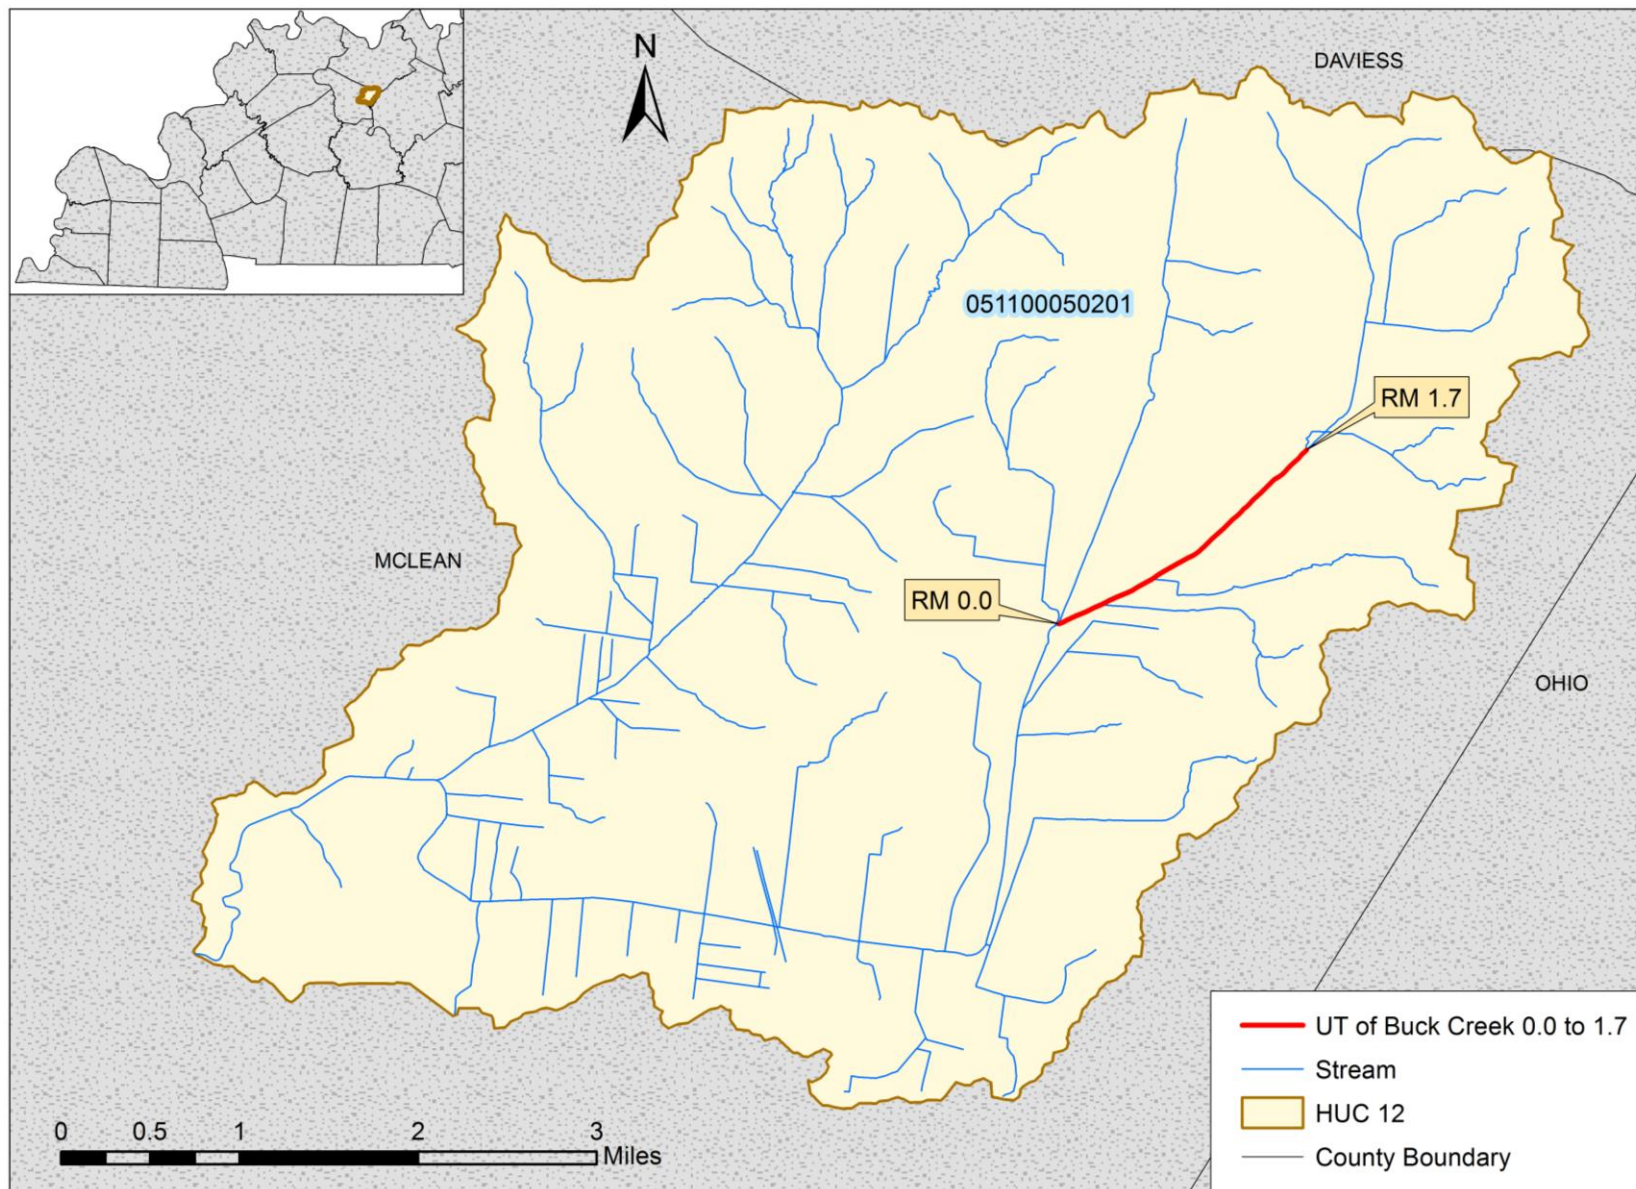 N
DAVIESS
051100050201
RM 1.7
MCLEAN
RM 0.0
OHIO
UT of Buck Creek 0.0 to 1.7
Stream
HUC 12
County Boundary
0 0.5 1 2 3
Miles